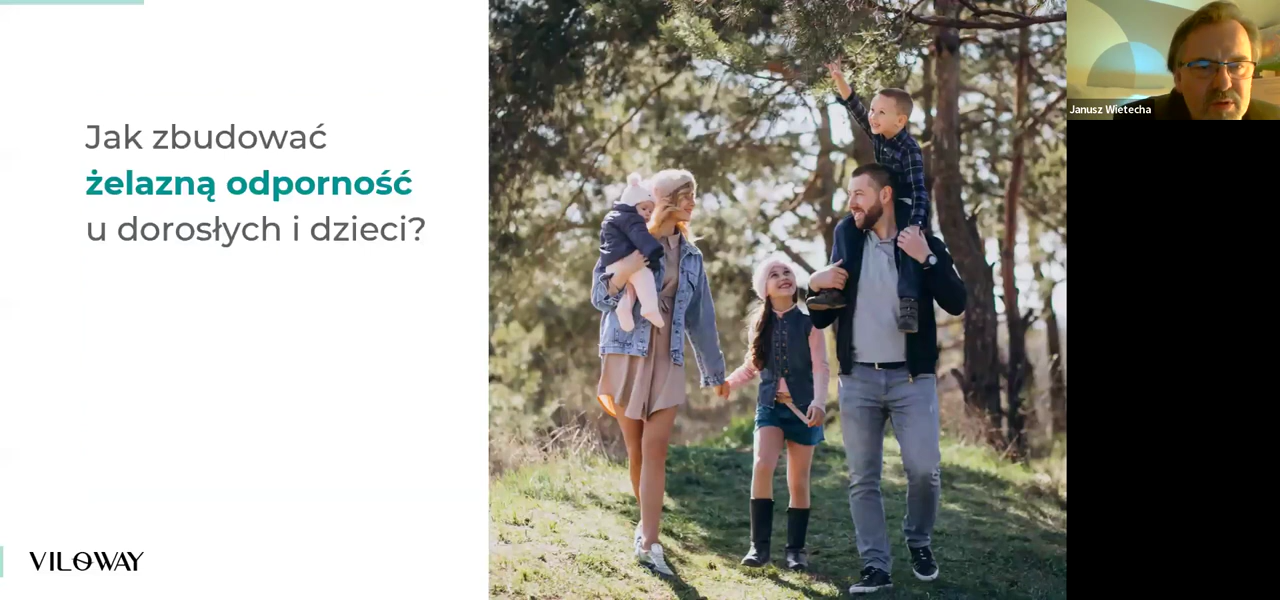 Jak zbudować
żelazną odporność
u dorosłych i dzieci?
VILOWAY
Janusz Wietecha